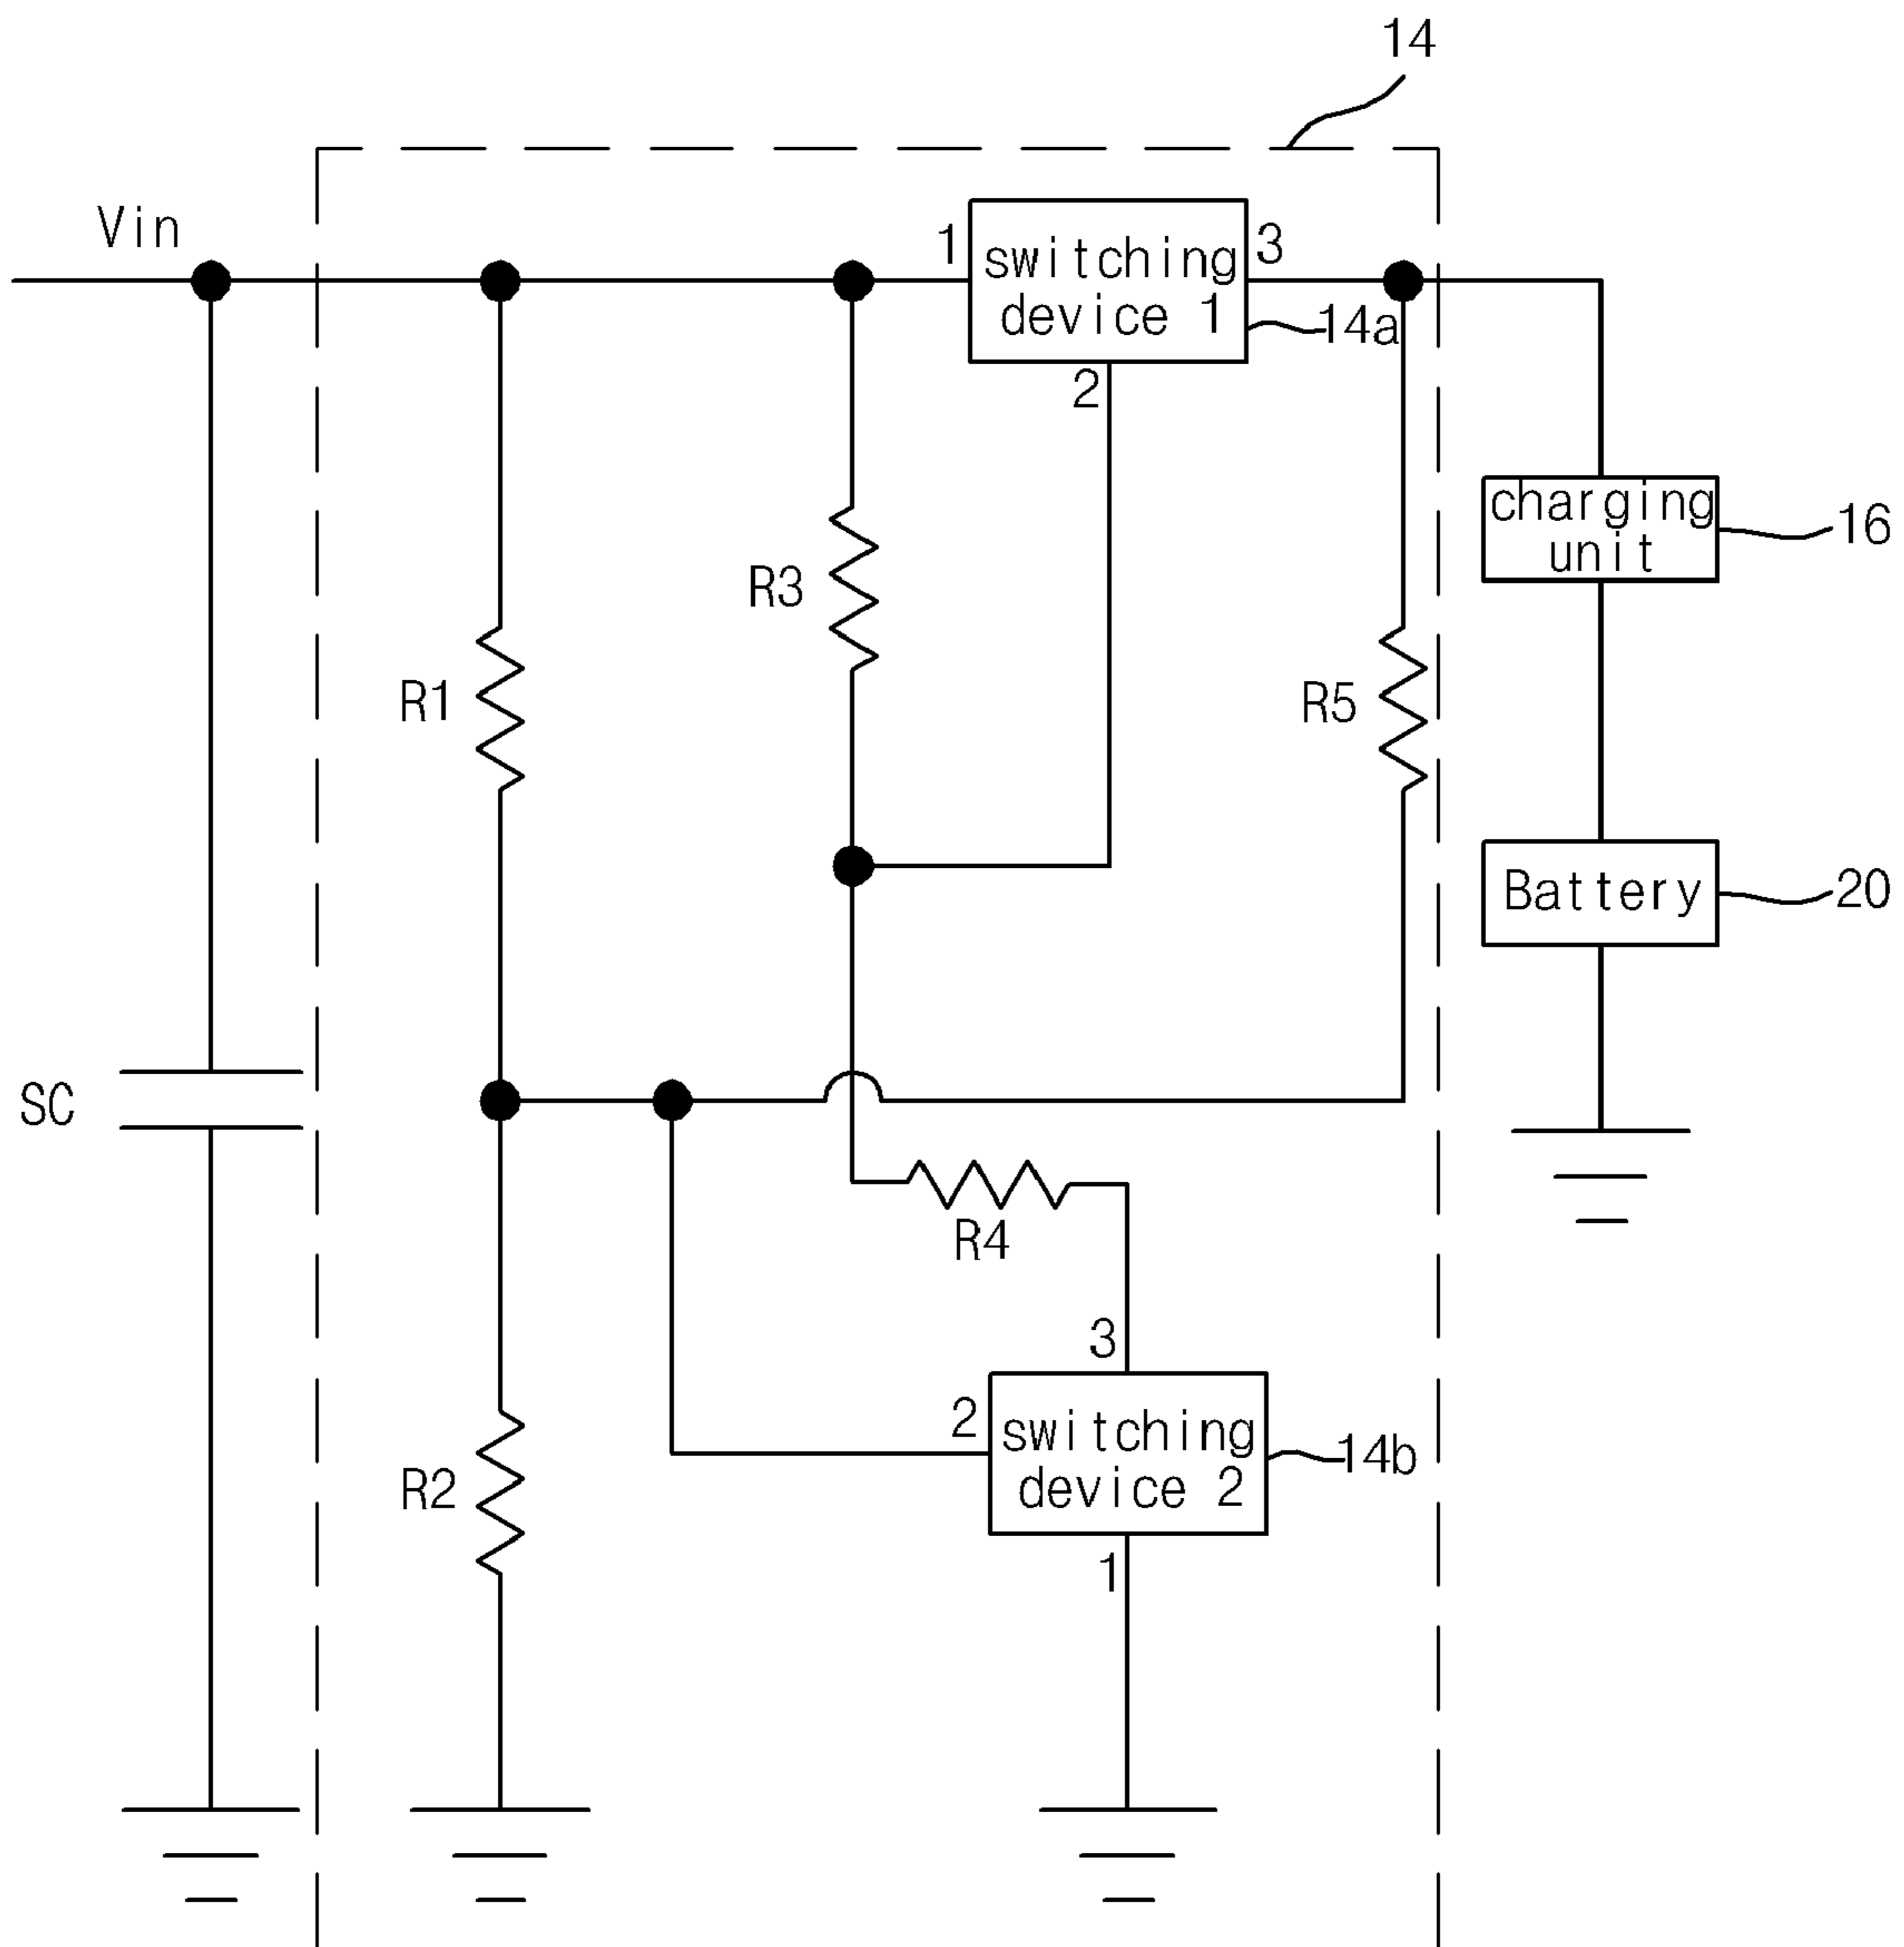 14
Vin
1
switching
device 1
3
14a
2
charging
unit
16
R3
R1
R5
Battery
20
SC
R4
3
2
switching
device 2
14b
R2
1